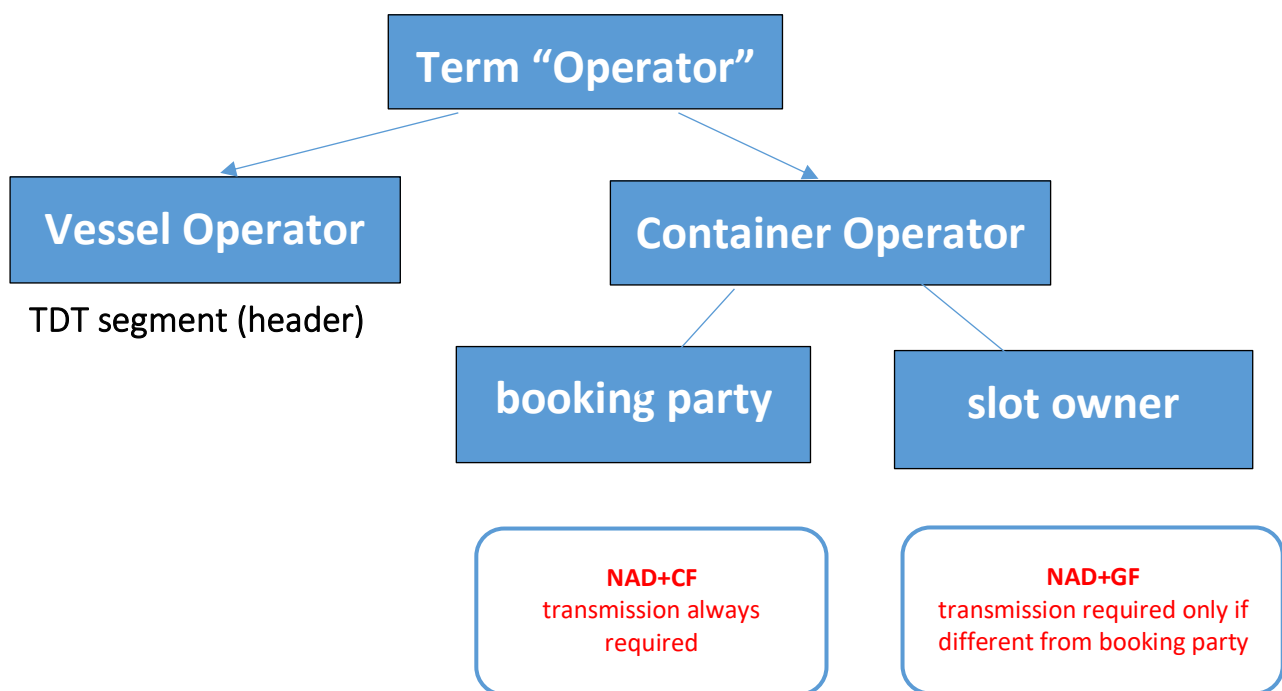 Term “Operator”
Vessel Operator
Container Operator
TDT segment (header)
booking party
slot owner
NAD+CF
transmission always
required
NAD+GF
transmission required only if
different from booking party